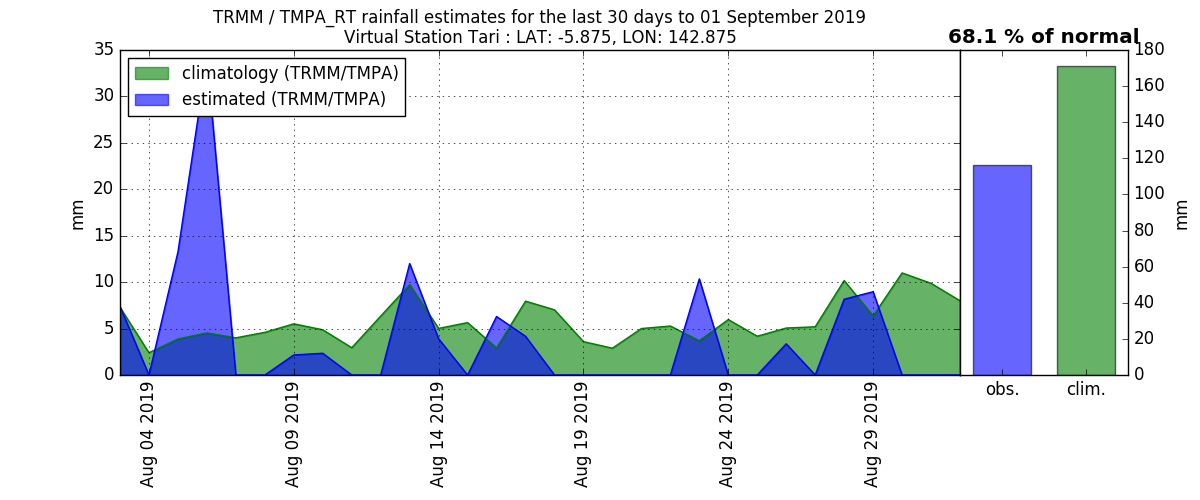 TRMM / TMPA_RT rainfall estimates for the last 30 days to 01 September 2019
Virtual Station Tari : LAT: -5.875, LON: 142.875
68.1 % of normal
climatology (TRMM/TMPA)
estimated (TRMM/TMPA)
35
30
25
20
15
10
5
0
mm
Aug 04 2019
Aug 09 2019
Aug 14 2019
Aug 19 2019
Aug 24 2019
Aug 29 2019
obs.
clim.
180
160
140
120
100
80
60
40
20
0
mm